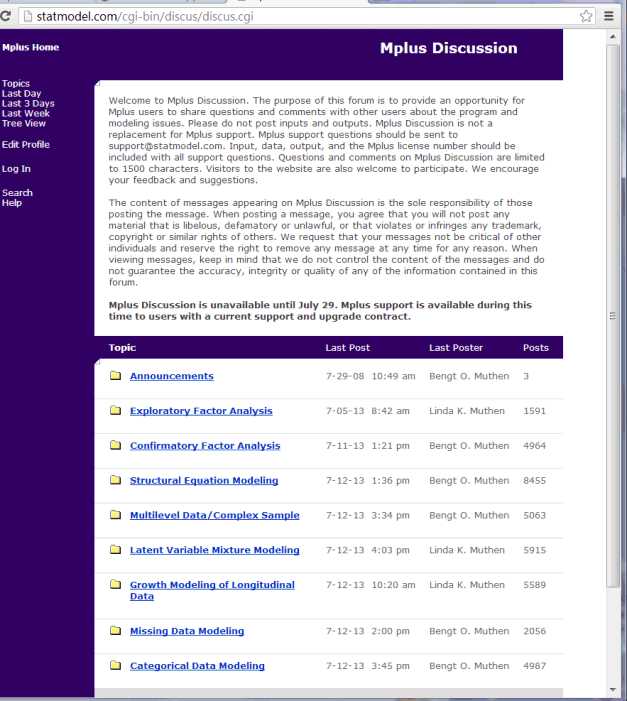 statmodel.com/cgi-bin/discus/discus.cgi
Mplus Home
Mplus Discussion
Topics
Last Day
Last 3 Days
Last Week
Tree View
Edit Profile
Log In
Search
Help
Welcome to Mplus Discussion. The purpose of this forum is to provide an opportunity for
Mplus users to share questions and comments with other users about the program and
modeling issues. Please do not post inputs and outputs. Mplus Discussion is not a
replacement for Mplus support. Mplus support questions should be sent to
support@statmodel.com. Input, data, output, and the Mplus license number should be
included with all support questions. Questions and comments on Mplus Discussion are limited
to 1500 characters. Visitors to the website are also welcome to participate. We encourage
your feedback and suggestions.
The content of messages appearing on Mplus Discussion is the sole responsibility of those
posting the message. When posting a message, you agree that you will not post any
material that is libelous, defamatory or unlawful, or that violates or infringes any trademark,
copyright or similar rights of others. We request that your messages not be critical of other
individuals and reserve the right to remove any message at any time for any reason. When
viewing messages, keep in mind that we do not control the content of the messages and do
not guarantee the accuracy, integrity or quality of any of the information contained in this
forum.
Mplus Discussion is unavailable until July 29. Mplus support is available during this
time to users with a current support and upgrade contract.
Topic Last Post Last Poster Posts
Announcements 7-29-08 10:49 am Bengt O. Muthen 3
Exploratory Factor Analysis 7-05-13 8:42 am Linda K. Muthen 1591
Confirmatory Factor Analysis 7-11-13 1:21 pm Bengt O. Muthen 4964
Structural Equation Modeling 7-12-13 1:36 pm Bengt O. Muthen 8455
Multilevel Data/Complex Sample 7-12-13 3:34 pm Bengt O. Muthen 5063
Latent Variable Mixture Modeling 7-12-13 4:03 pm Linda K. Muthen 5915
Growth Modeling of Longitudinal 7-12-13 10:20 am Linda K. Muthen 5589
Data
Missing Data Modeling 7-12-13 2:00 pm Bengt O. Muthen 2056
Categorical Data Modeling 7-12-13 3:45 pm Bengt O. Muthen 4987